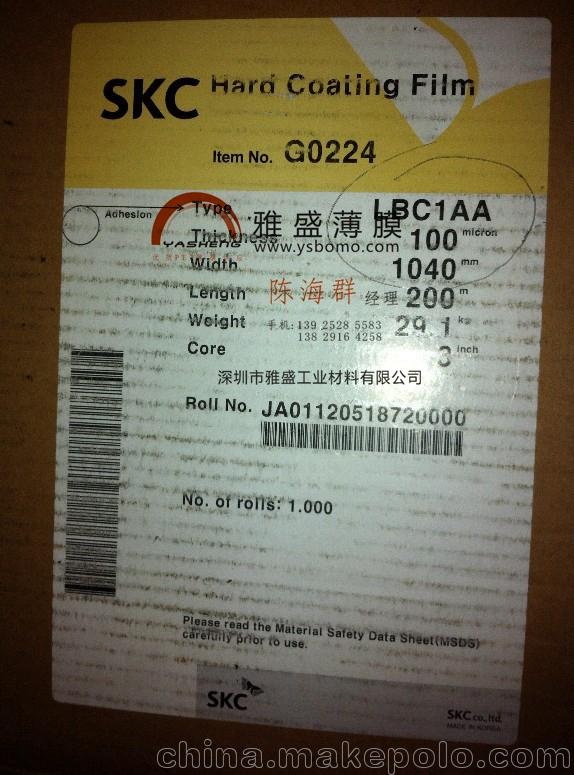 SKC Hard Coating Film
Item No. G0224
Adhesion
Type LBC1AA
Thickness 100 micron
雅盛薄膜
YASHENG
www.ysbomo.com
Width 1040 mm
Length 200 m
陈海群 经理
Weight 29.1 kg
手机:139 2528 5583
138 2916 4258
Core 3 inch
深圳市雅盛工业材料有限公司
Roll No. JA01120518720000
No. of rolls: 1.000
Please read the Material Safety Data Sheet(MSDS)
carefully prior to use.
SKC
SKC co., ltd.
MADE IN KOREA
china.makepolo.com